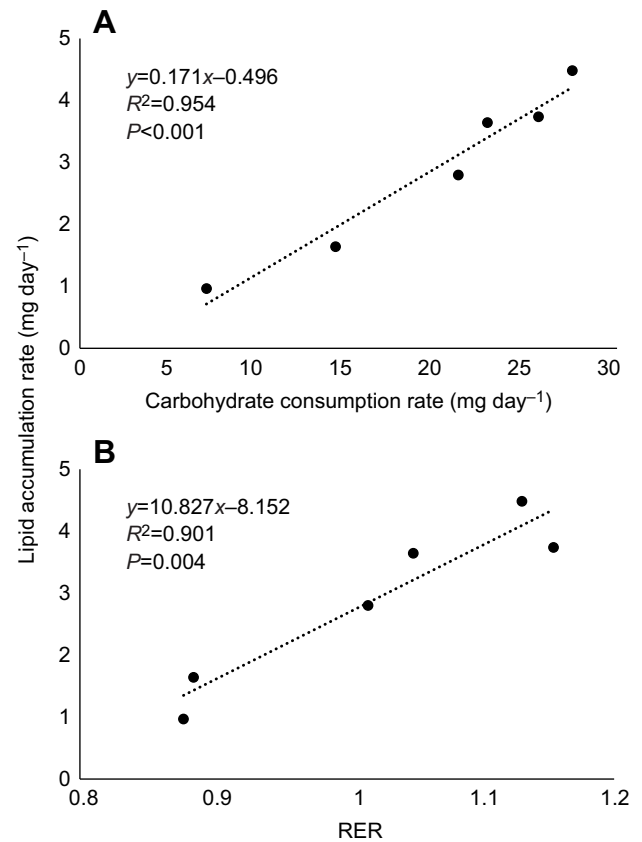 A
5
y=0.171x–0.496
R²=0.954
P<0.001
4
3
2
1
0
0 5 10 15 20 25 30
Carbohydrate consumption rate (mg day⁻¹)
Lipid accumulation rate (mg day⁻¹)
B
5
y=10.827x–8.152
R²=0.901
P=0.004
4
3
2
1
0
0.8 0.9 1 1.1 1.2
RER